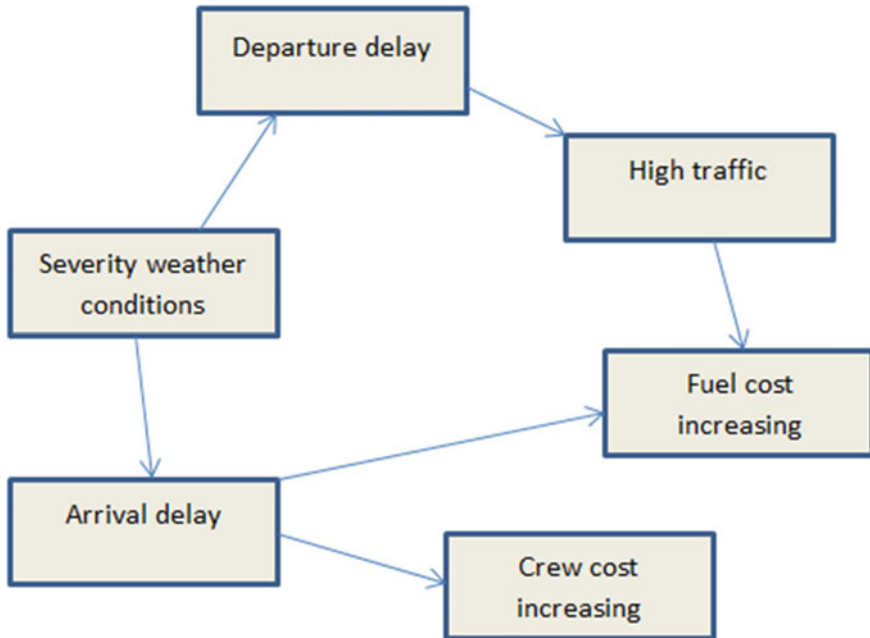 Departure delay
High traffic
Severity weather
conditions
Fuel cost
increasing
Arrival delay
Crew cost
increasing